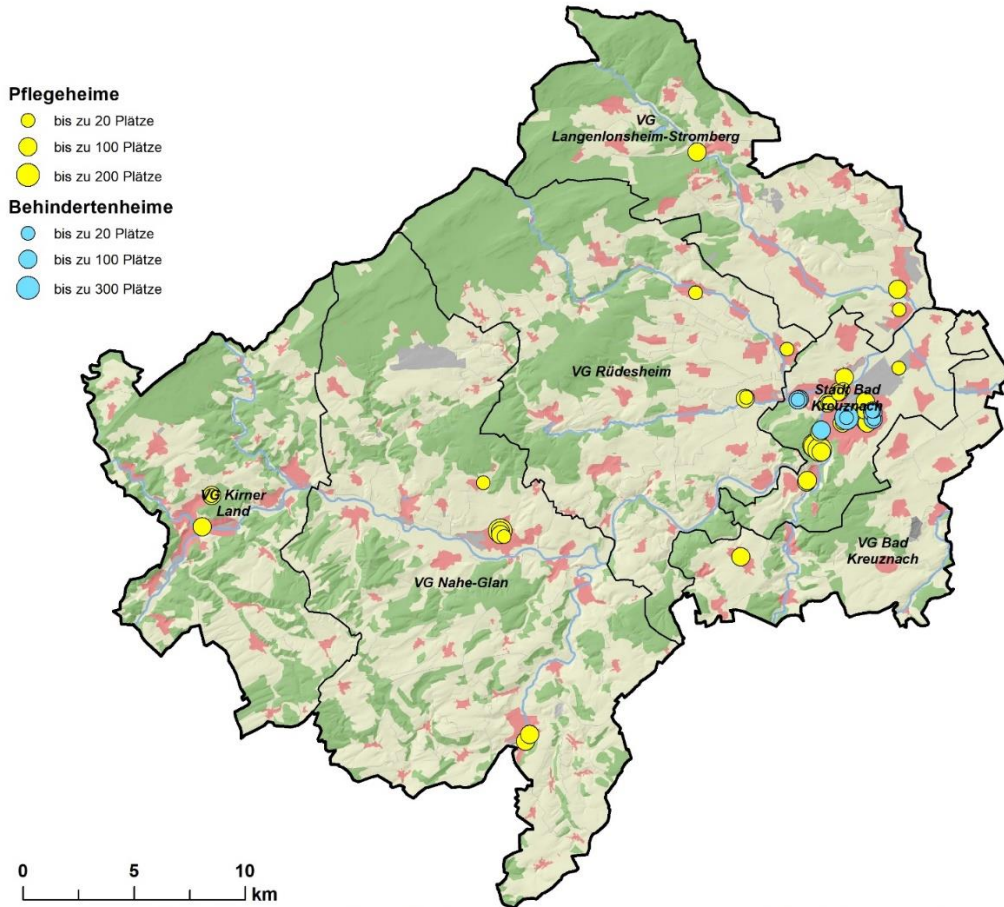 Pflegeheime
bis zu 20 Plätze
bis zu 100 Plätze
bis zu 200 Plätze
Behindertenheime
bis zu 20 Plätze
bis zu 100 Plätze
bis zu 300 Plätze
VG
Langenlonsheim-Stromberg
VG Rüdesheim
Stadt Bad
Kreuznach
VG Kirner
Land
VG Bad
Kreuznach
VG Nahe-Glan
0 5 10
km